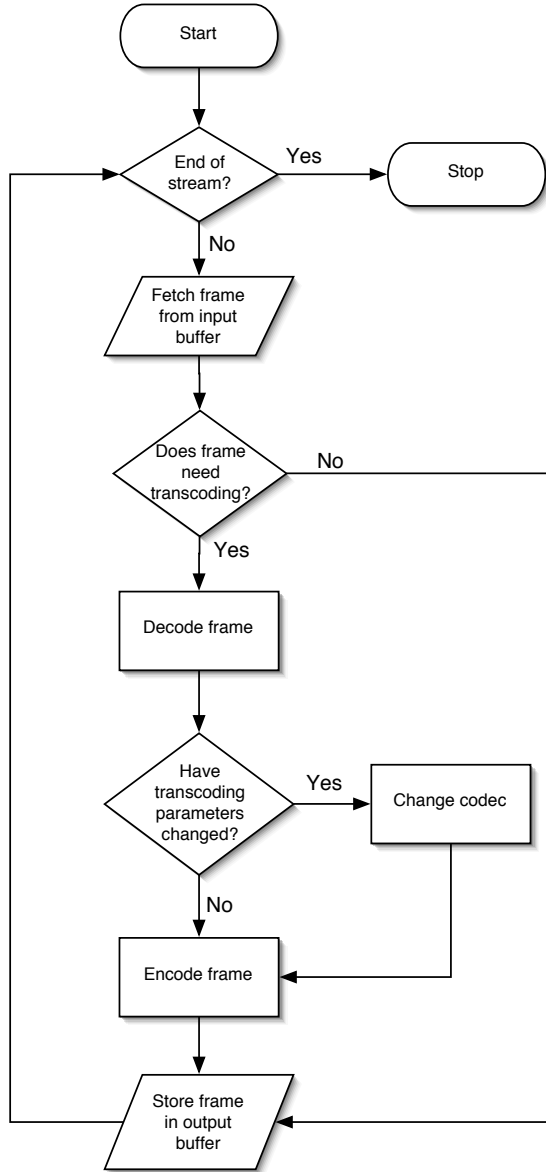 Start
End of
stream?
Yes
Stop
No
Fetch frame
from input
buffer
Does frame
need
transcoding?
No
Yes
Decode frame
Have
transcoding
parameters
changed?
Yes
Change codec
No
Encode frame
Store frame
in output
buffer